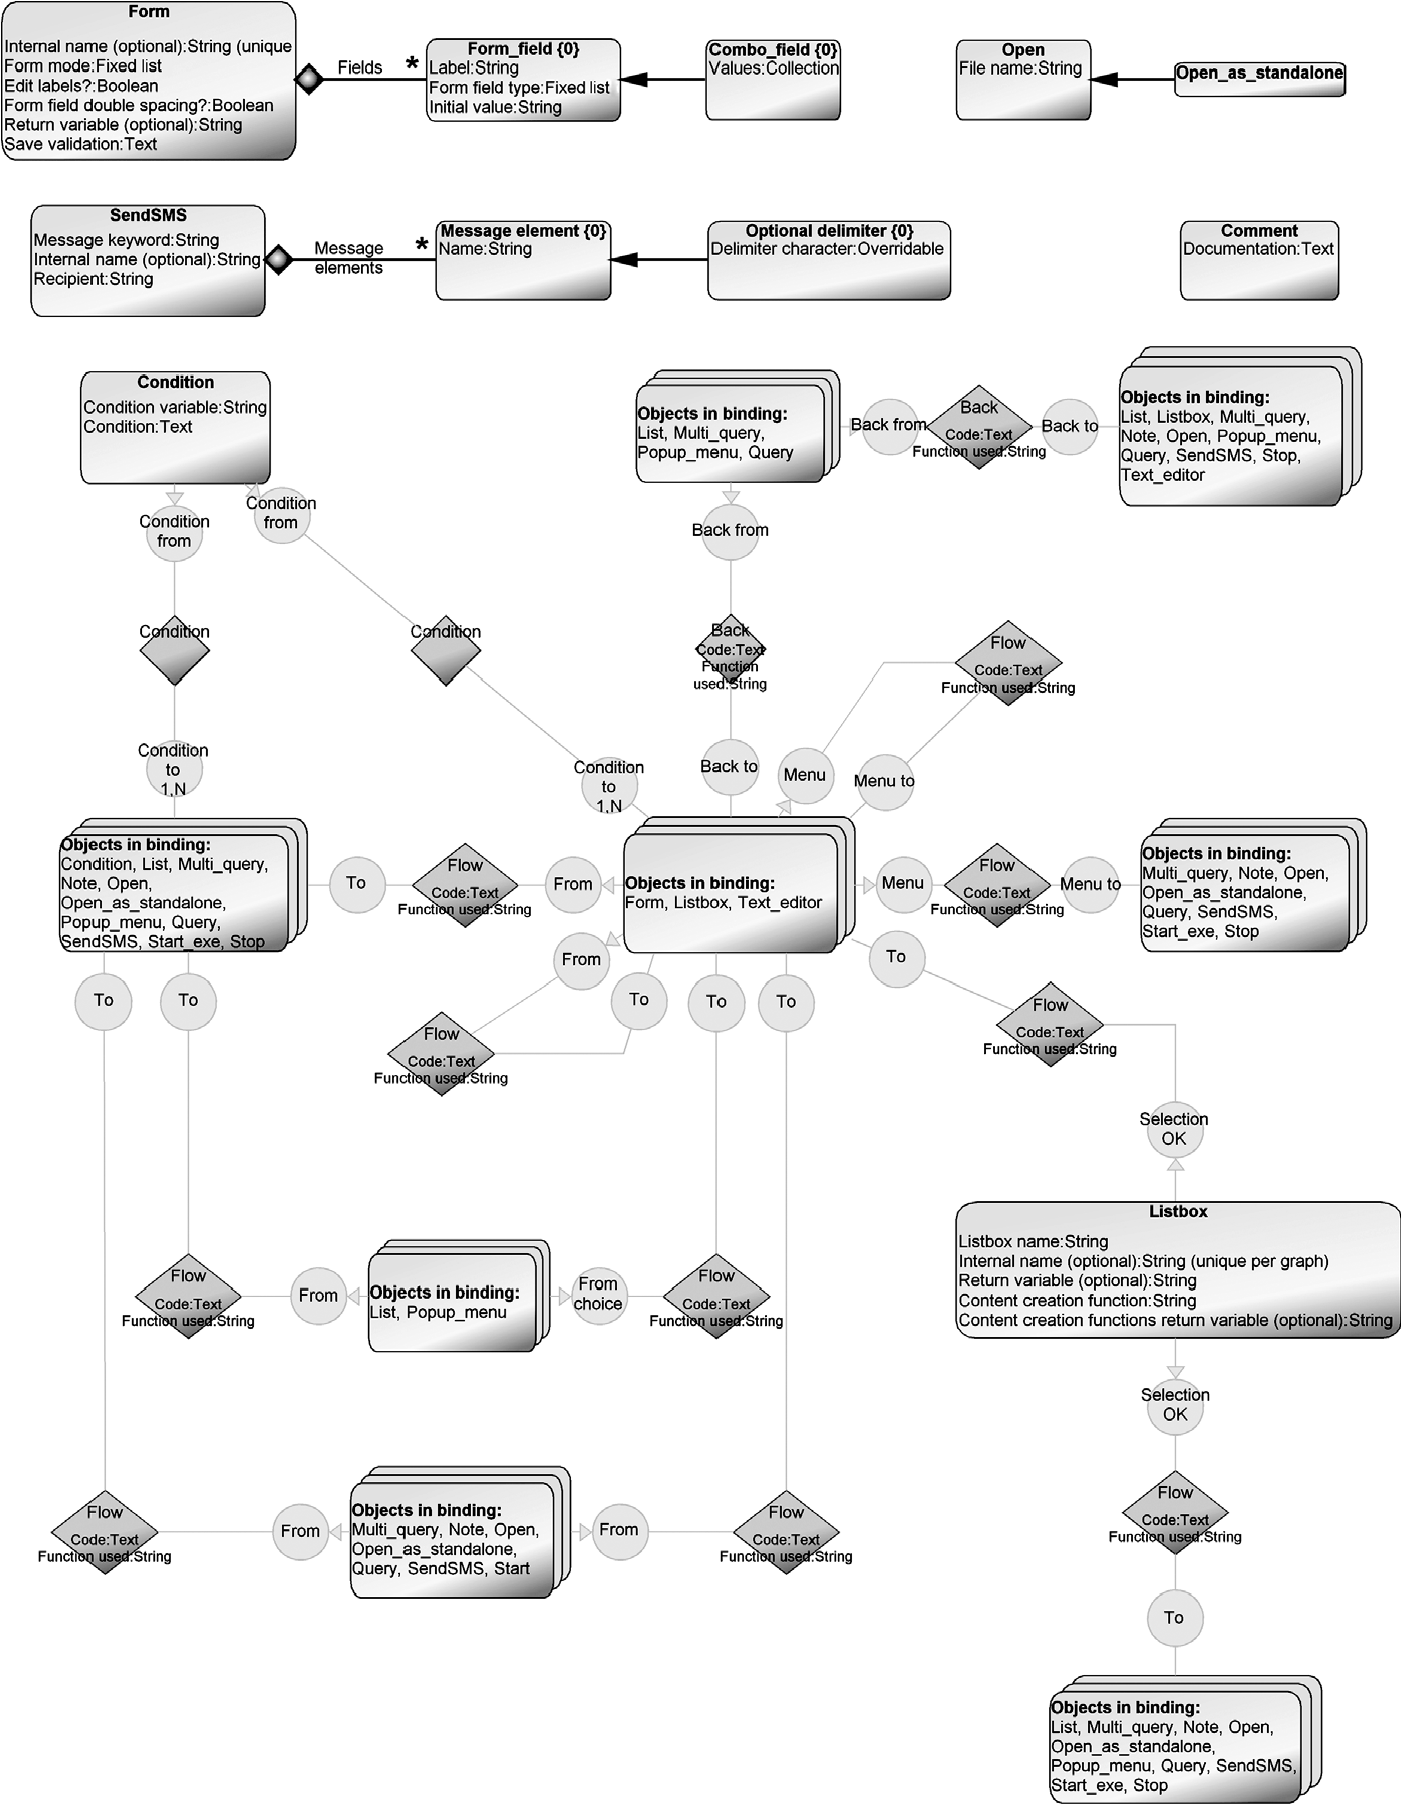 Form
Internal name (optional):String (unique
Form mode:Fixed list
Edit labels?:Boolean
Form field double spacing?:Boolean
Return variable (optional):String
Save validation:Text
Fields
*
Form_field {0}
Label:String
Form field type:Fixed list
Initial value:String
Combo_field {0}
Values:Collection
Open
File name:String
Open_as_standalone
SendSMS
Message keyword:String
Internal name (optional):String
Recipient:String
Message
elements
*
Message element {0}
Name:String
Optional delimiter {0}
Delimiter character:Overridable
Comment
Documentation:Text
Condition
Condition variable:String
Condition:Text
Objects in binding:
List, Multi_query,
Popup_menu, Query
Back from
Back
Code:Text
Function used:String
Back to
Objects in binding:
List, Listbox, Multi_query,
Note, Open, Popup_menu,
Query, SendSMS, Stop,
Text_editor
Condition
from
Condition
from
Back from
Condition
Condition
Back
Code:Text
Function
used:String
Flow
Code:Text
Function used:String
Condition
to
1,N
Condition
to
1,N
Back to
Menu
Menu to
Objects in binding:
Condition, List, Multi_query,
Note, Open,
Open_as_standalone,
Popup_menu, Query,
SendSMS, Start_exe, Stop
To
Flow
Code:Text
Function used:String
From
Objects in binding:
Form, Listbox, Text_editor
Menu
Flow
Code:Text
Function used:String
Menu to
Objects in binding:
Multi_query, Note, Open,
Open_as_standalone,
Query, SendSMS,
Start_exe, Stop
To
To
From
To
To
To
To
Flow
Code:Text
Function used:String
Flow
Code:Text
Function used:String
Selection
OK
Listbox
Listbox name:String
Internal name (optional):String (unique per graph)
Return variable (optional):String
Content creation function:String
Content creation functions return variable (optional):String
Flow
Code:Text
Function used:String
From
Objects in binding:
List, Popup_menu
From
choice
Flow
Code:Text
Function used:String
Selection
OK
Flow
Code:Text
Function used:String
From
Objects in binding:
Multi_query, Note, Open,
Open_as_standalone,
Query, SendSMS, Start
From
Flow
Code:Text
Function used:String
Flow
Code:Text
Function used:String
To
Objects in binding:
List, Multi_query, Note, Open,
Open_as_standalone,
Popup_menu, Query, SendSMS,
Start_exe, Stop